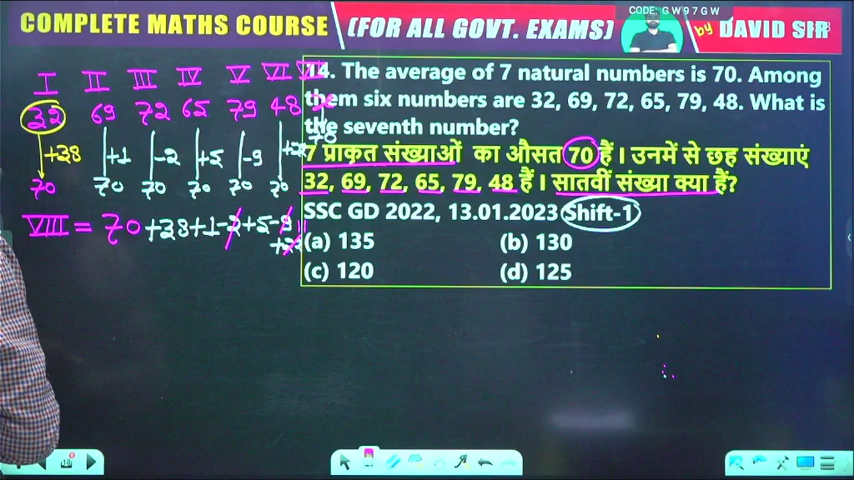 COMPLETE MATHS COURSE (FOR ALL GOVT. EXAMS) by DAVID SIR
CODE: GW97GW
I II III IV V VI VII
32 69 72 65 79 48
+38 +1 -2 +5 -9
70 70 70 70 70 70 70
VIII = 70 +38+1-2+5-9
14. The average of 7 natural numbers is 70. Among
them six numbers are 32, 69, 72, 65, 79, 48. What is
the seventh number?
7 प्राकृत संख्याओं का औसत 70 हैं। उनमें से छह संख्याएं
32, 69, 72, 65, 79, 48 हैं। सातवीं संख्या क्या हैं?
SSC GD 2022, 13.01.2023 Shift-1)
(a) 135 (b) 130
(c) 120 (d) 125